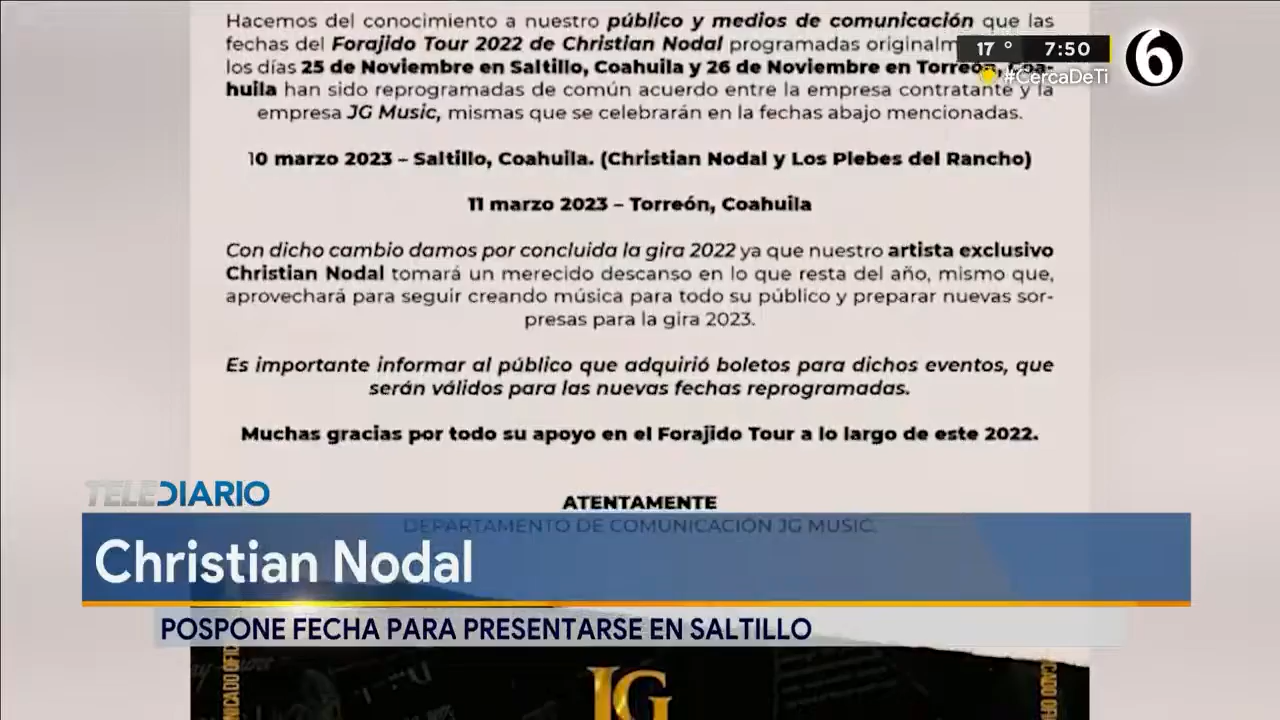 Hacemos del conocimiento a nuestro público y medios de comunicación que las
fechas del Forajido Tour 2022 de Christian Nodal programadas originalm
los días 25 de Noviembre en Saltillo, Coahuila y 26 de Noviembre en Torreón, Coa-
huila han sido reprogramadas de común acuerdo entre la empresa contratante y la
empresa JG Music, mismas que se celebrarán en la fechas abajo mencionadas.
17 ° 7:50
#CercaDeTi
6
10 marzo 2023 – Saltillo, Coahuila. (Christian Nodal y Los Plebes del Rancho)
11 marzo 2023 – Torreón, Coahuila
Con dicho cambio damos por concluida la gira 2022 ya que nuestro artista exclusivo
Christian Nodal tomará un merecido descanso en lo que resta del año, mismo que,
aprovechará para seguir creando música para todo su público y preparar nuevas sor-
presas para la gira 2023.
Es importante informar al público que adquirió boletos para dichos eventos, que
serán válidos para las nuevas fechas reprogramadas.
Muchas gracias por todo su apoyo en el Forajido Tour a lo largo de este 2022.
ATENTAMENTE
DEPARTAMENTO DE COMUNICACIÓN JG MUSIC.
TELEDIARIO
Christian Nodal
POSPONE FECHA PARA PRESENTARSE EN SALTILLO
JG